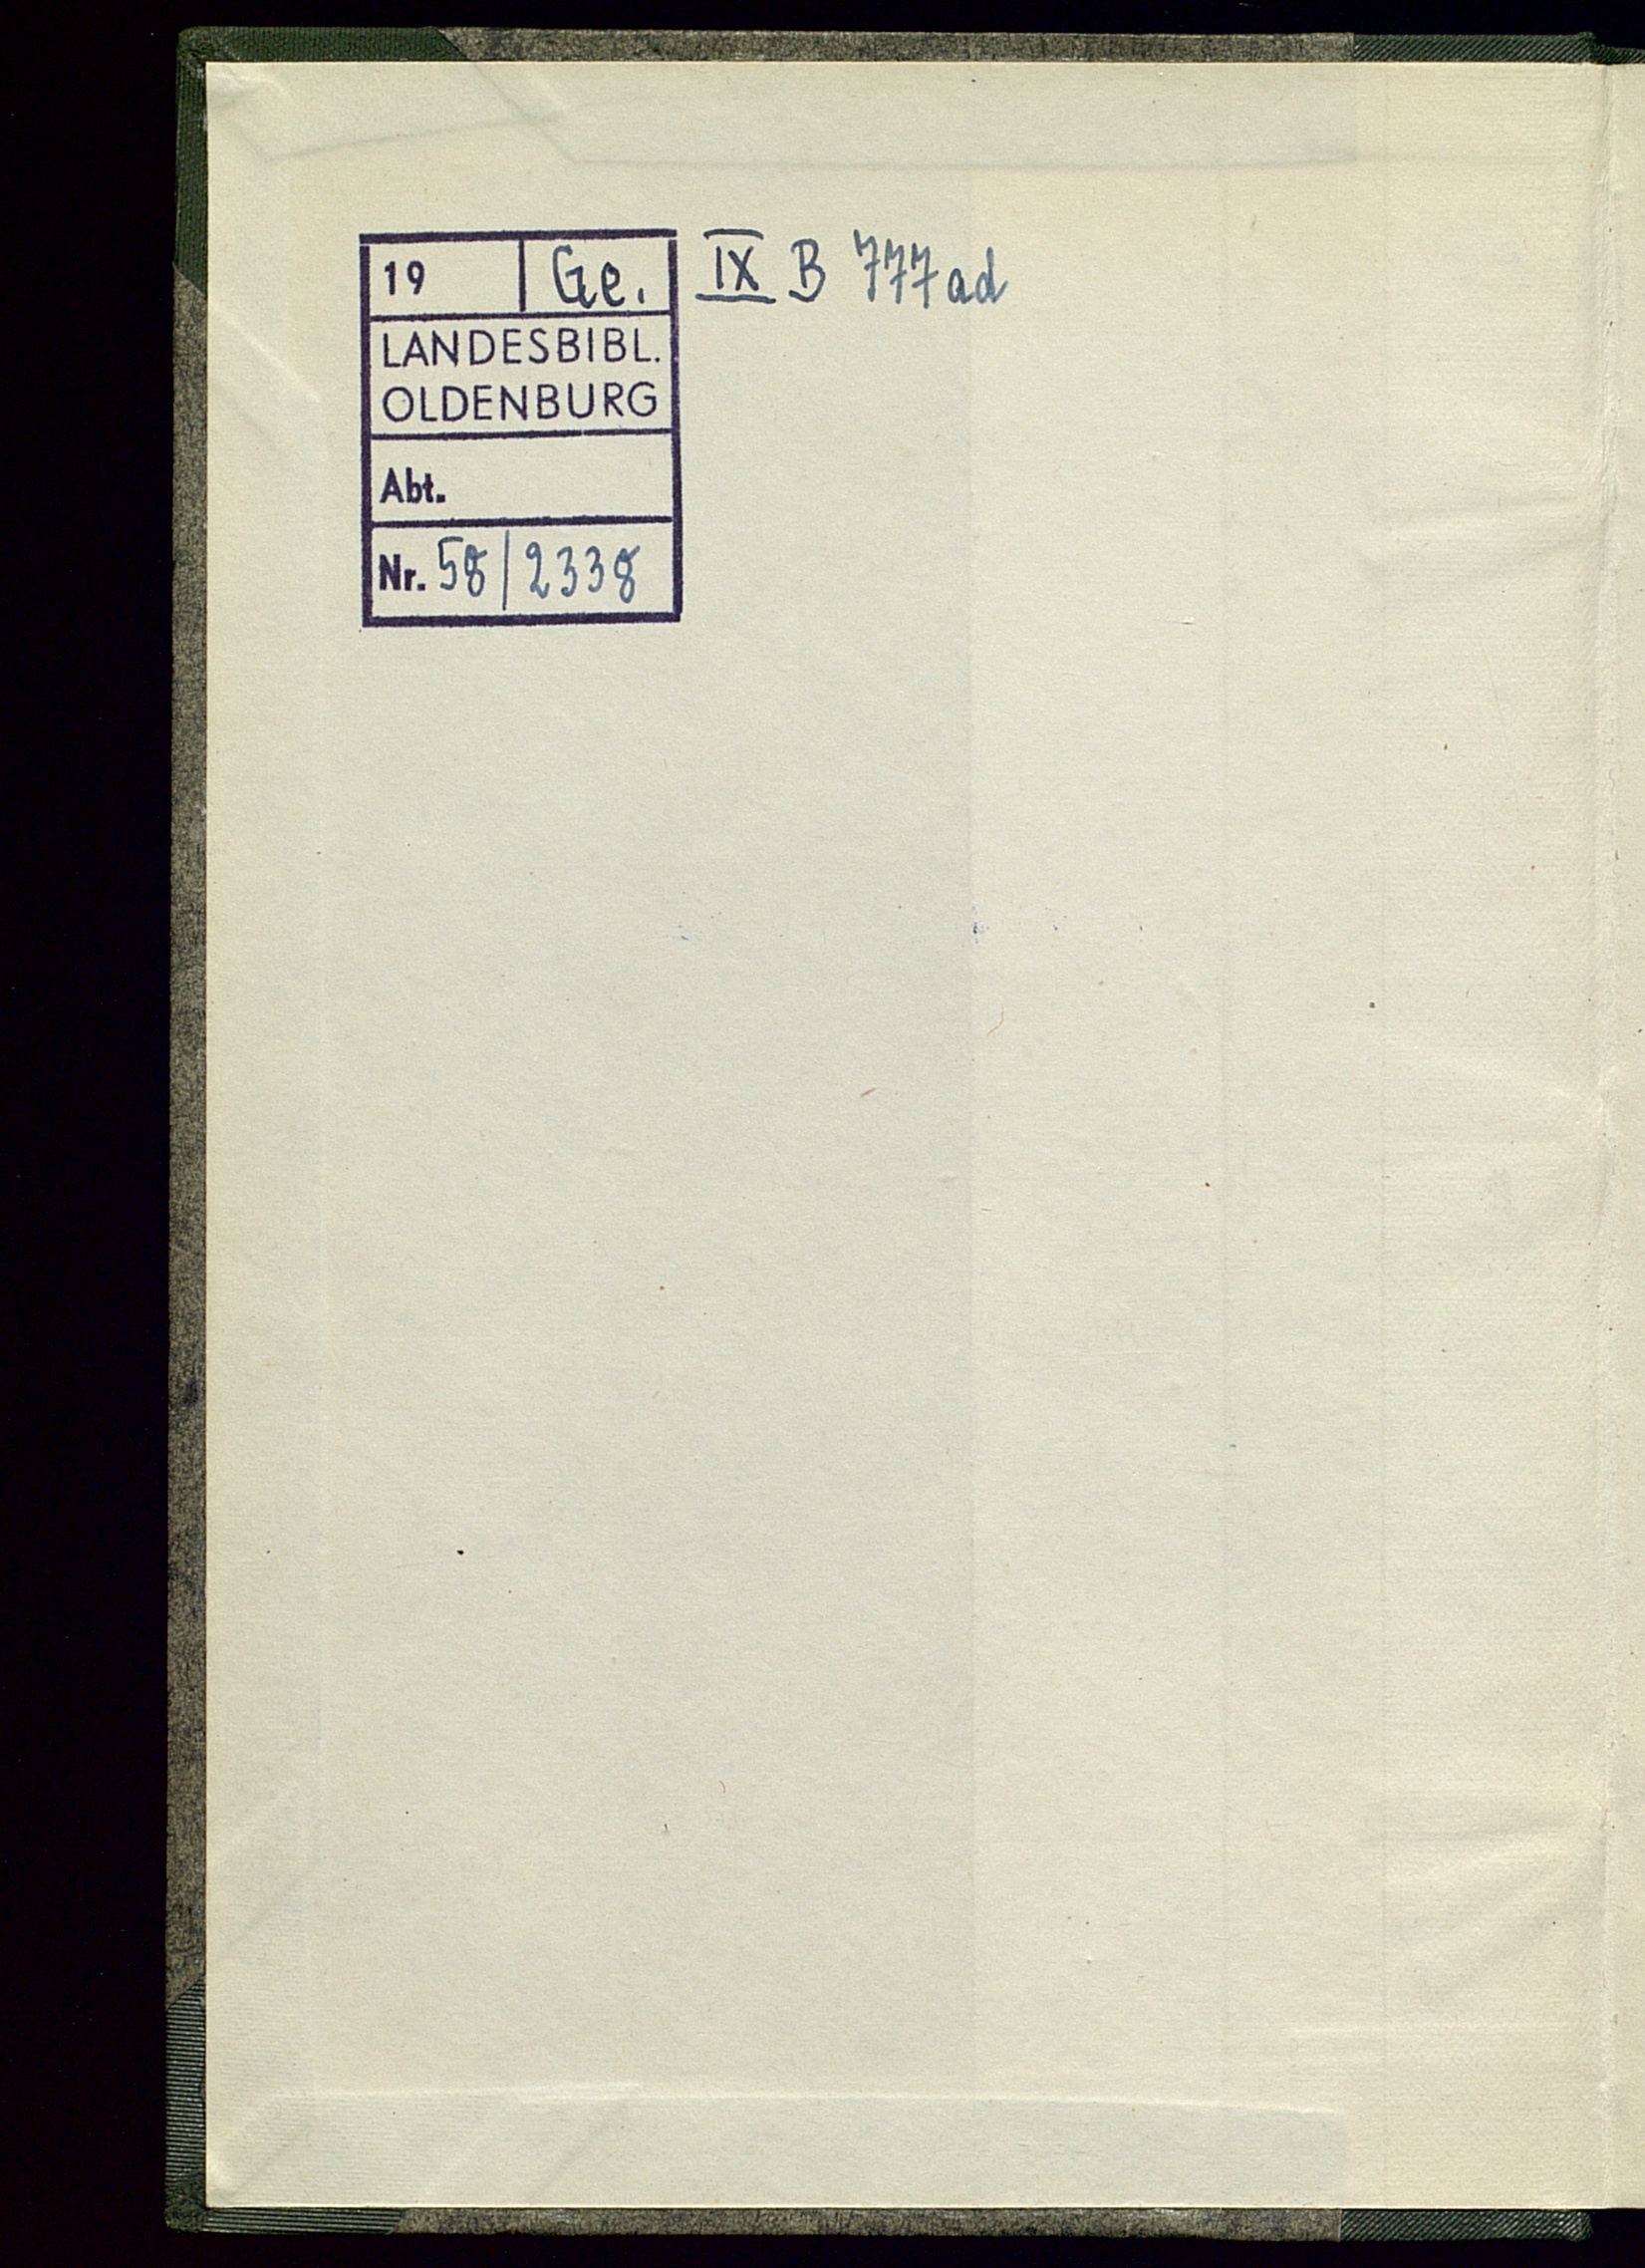 19 Ge. IX B 777ad
LANDESBIBL.
OLDENBURG
Abt.
Nr. 58/2338